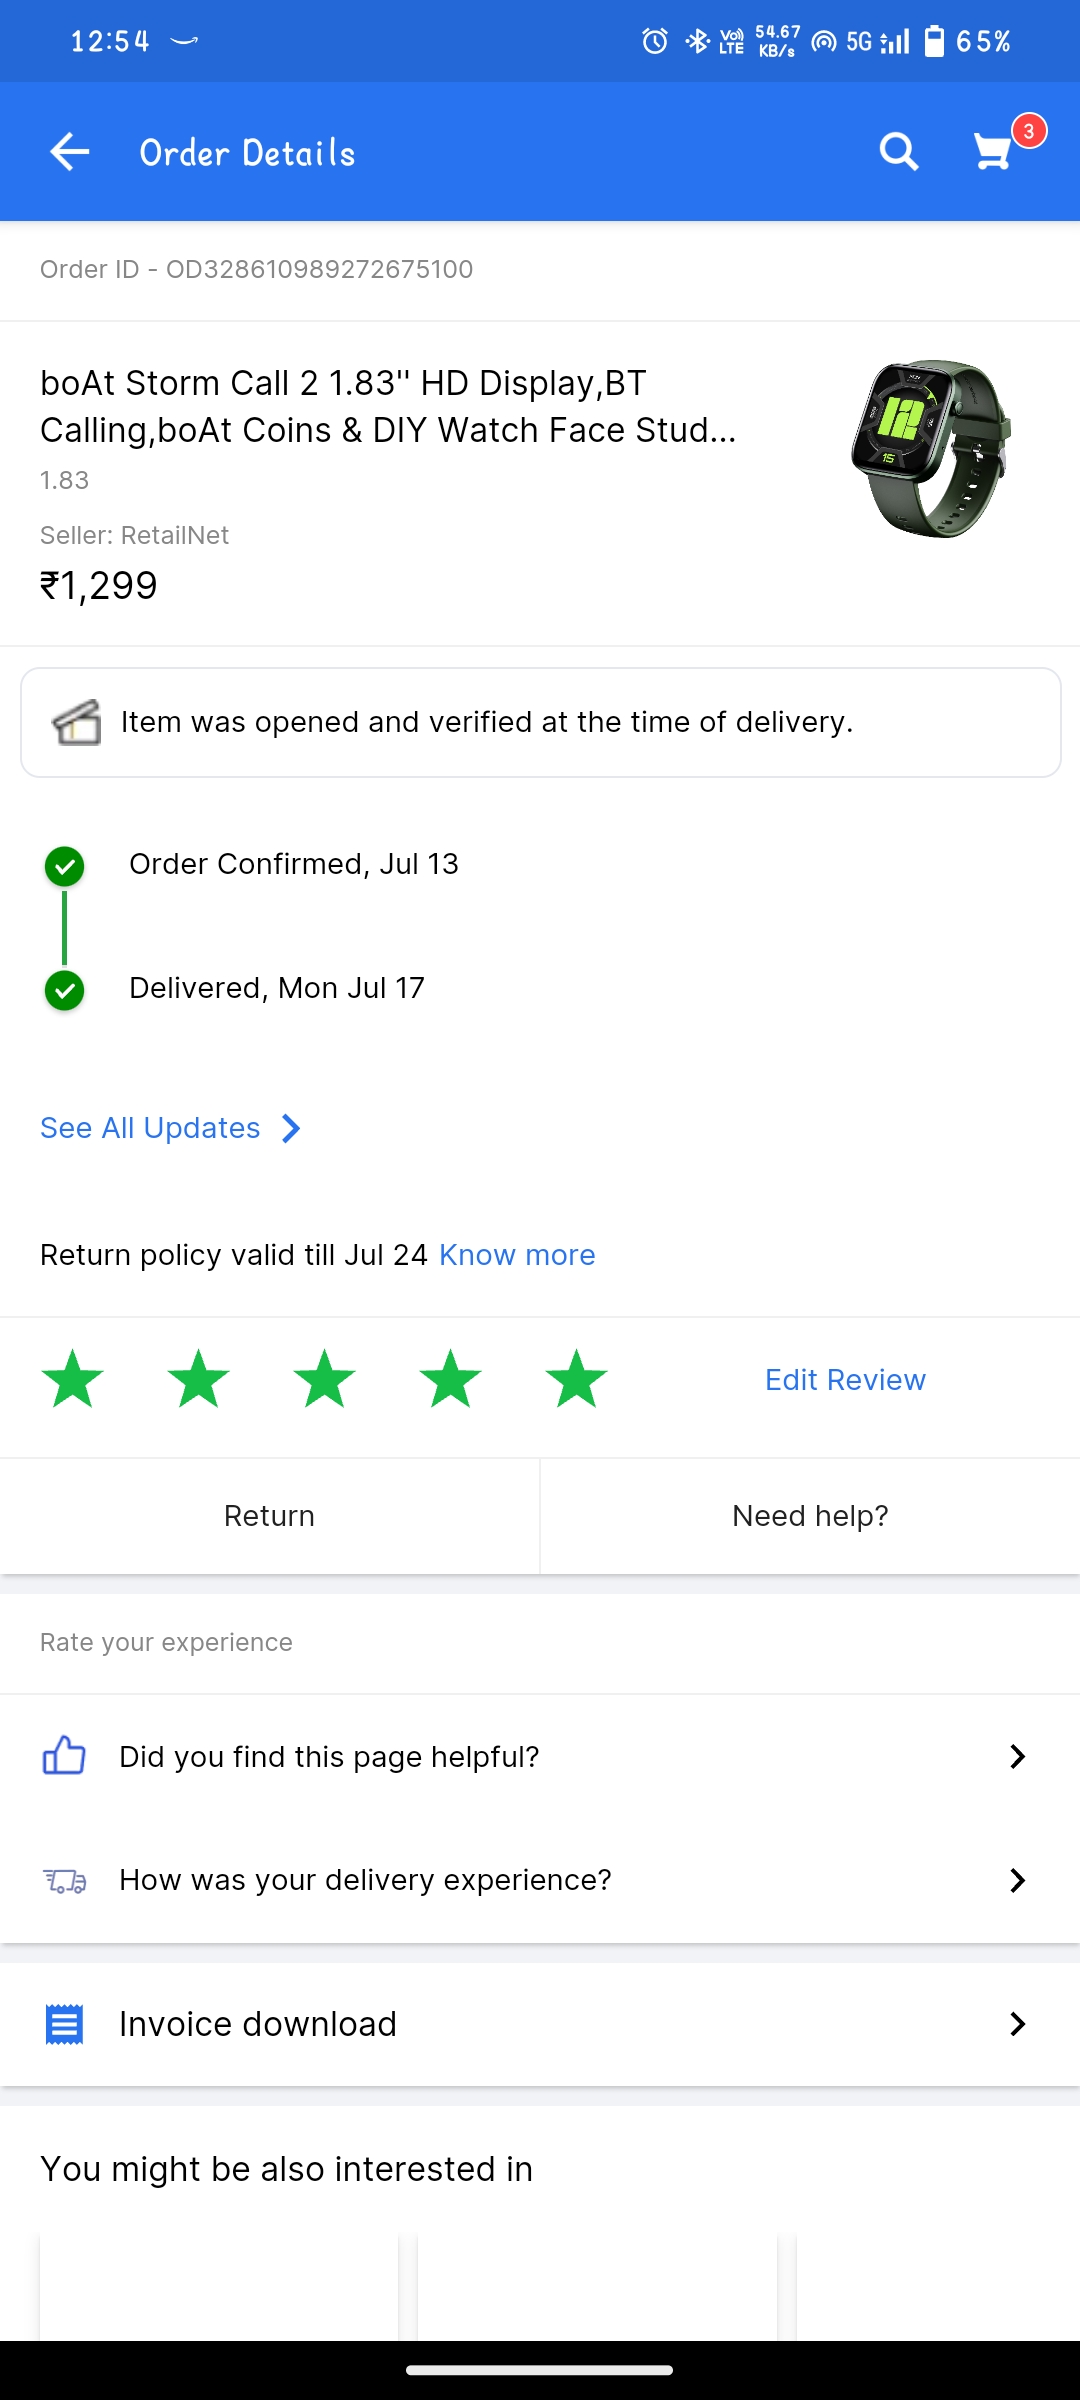 12:54
Vo)) LTE 54.67 KB/s 5G 65%
Order Details
3
Order ID - OD328610989272675100
boAt Storm Call 2 1.83" HD Display,BT
Calling,boAt Coins & DIY Watch Face Stud...
1.83
Seller: RetailNet
₹1,299
Item was opened and verified at the time of delivery.
Order Confirmed, Jul 13
Delivered, Mon Jul 17
See All Updates
Return policy valid till Jul 24 Know more
Edit Review
Return
Need help?
Rate your experience
Did you find this page helpful?
How was your delivery experience?
Invoice download
You might be also interested in